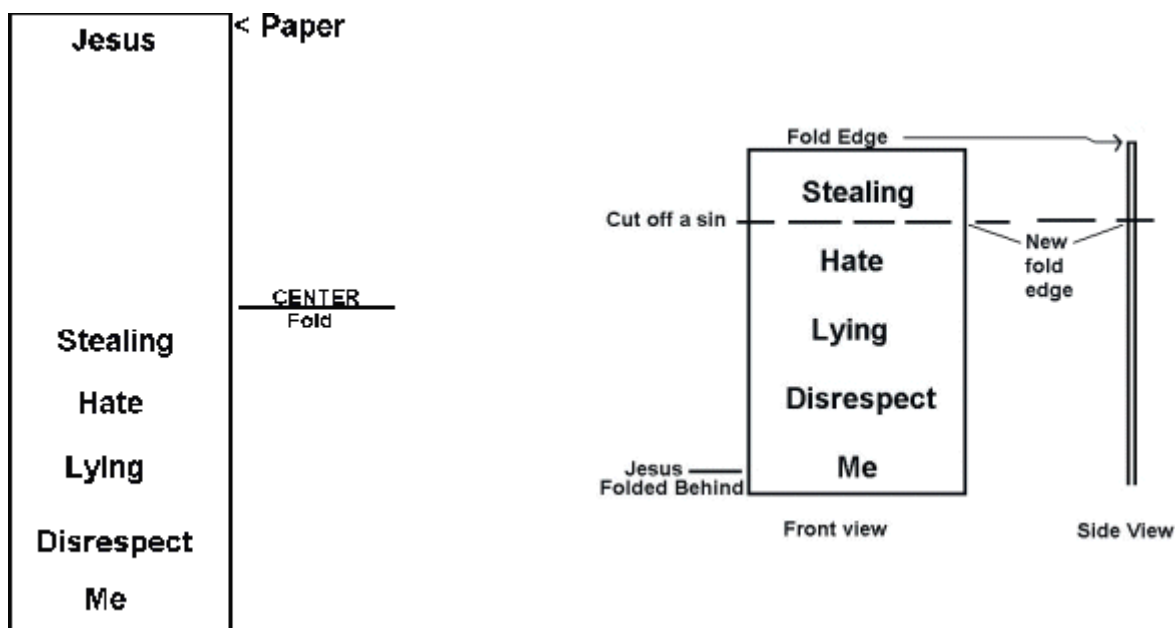 Jesus
< Paper
CENTER
Fold
Stealing
Hate
Lying
Disrespect
Me
Fold Edge
Stealing
Cut off a sin
Hate
New
fold
edge
Lying
Disrespect
Me
Jesus
Folded Behind
Front view
Side View